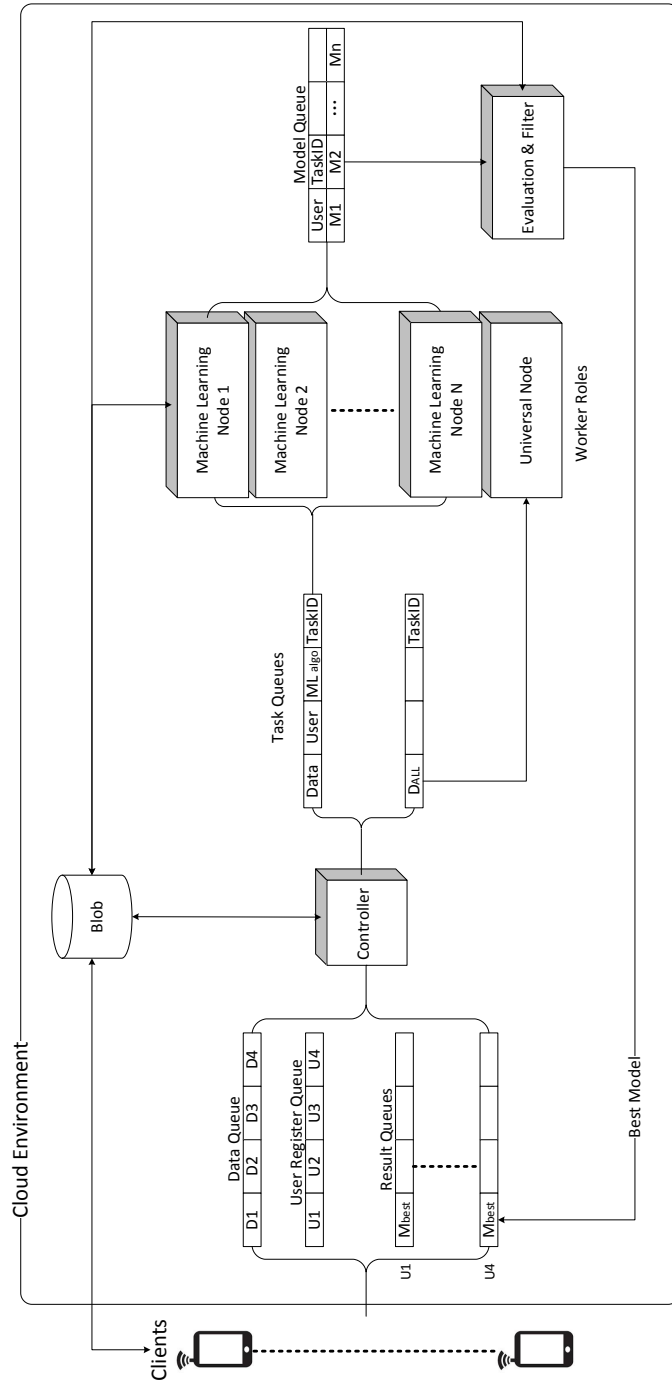 Cloud Environment
Clients
Blob
Data Queue
D1 D2 D3 D4
User Register Queue
U1 U2 U3 U4
Result Queues
U1
Mbest
U4
Mbest
Controller
Task Queues
Data User ML algo TaskID
DALL TaskID
Machine Learning
Node 1
Machine Learning
Node 2
Machine Learning
Node N
Universal Node
Worker Roles
Model Queue
User TaskID
M1 M2 ... Mn
Evaluation & Filter
Best Model